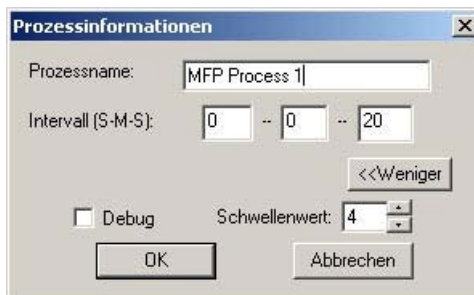 Prozessinformationen
Prozessname: MFP Process 1
Intervall (S-M-S): 0 -- 0 -- 20
<<Weniger
Debug Schwellenwert: 4
OK Abbrechen